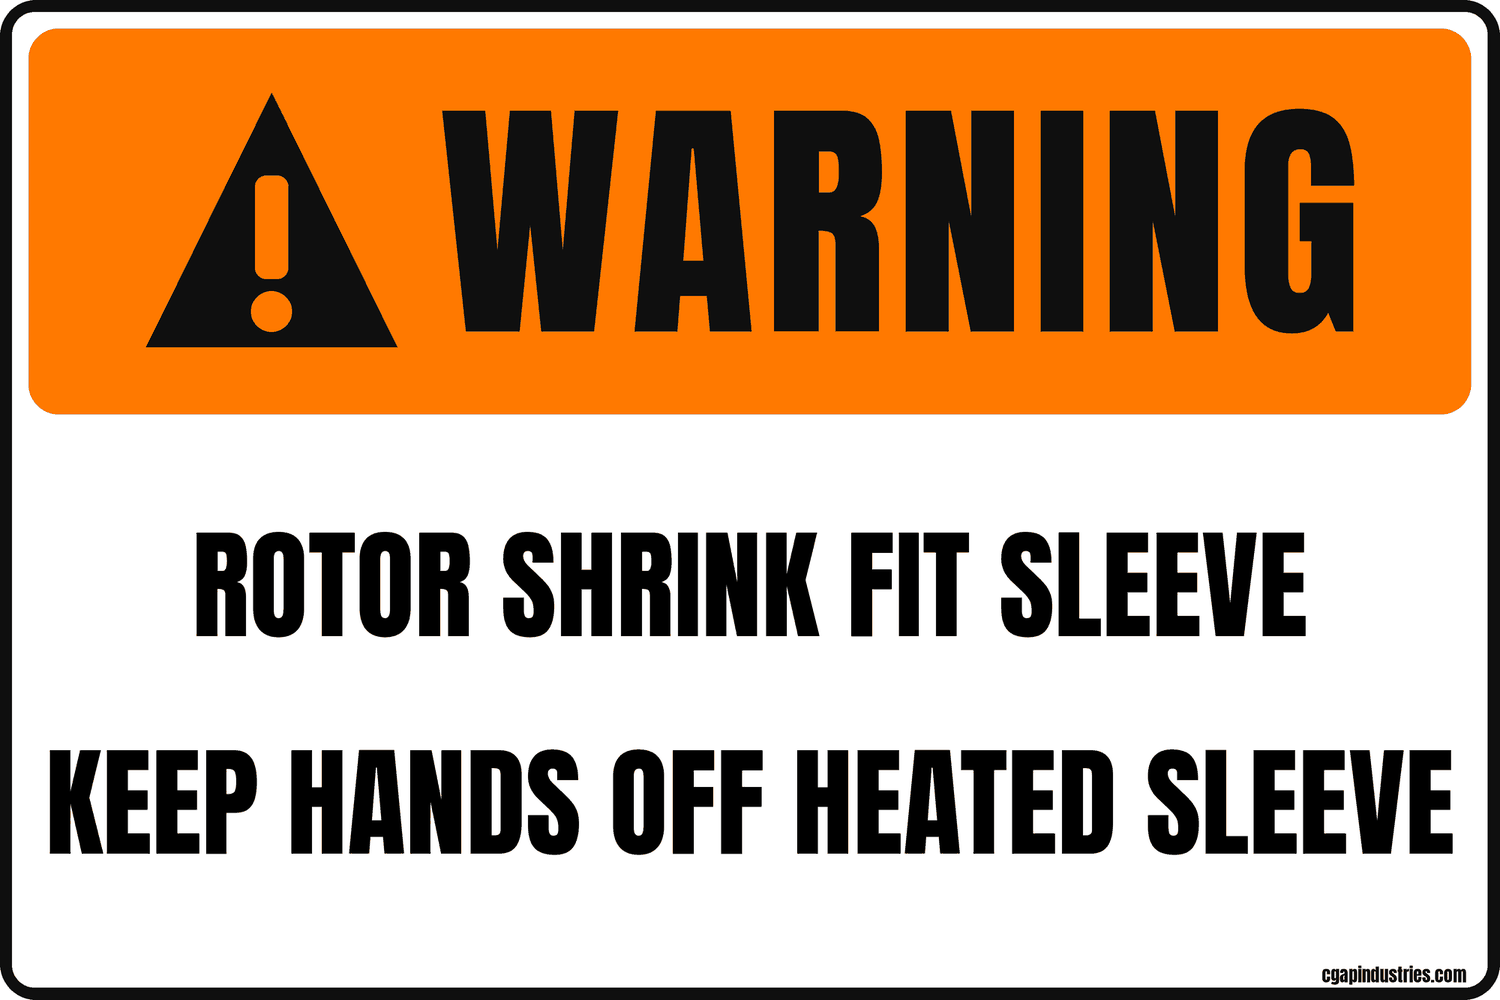 WARNING
ROTOR SHRINK FIT SLEEVE
KEEP HANDS OFF HEATED SLEEVE
cgapindustries.com